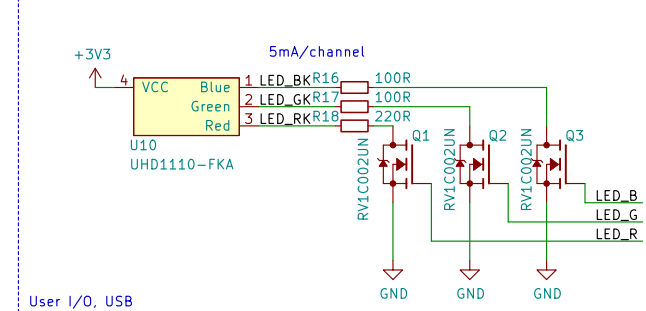 5mA/channel
+3V3
4 VCC Blue 1 LED_BK R16 100R
Green 2 LED_GK R17 100R
Red 3 LED_RK R18 220R
U10
UHD1110-FKA
Q1 Q2 Q3
RV1C002UN RV1C002UN RV1C002UN
LED_B
LED_G
LED_R
GND GND GND
User I/O, USB